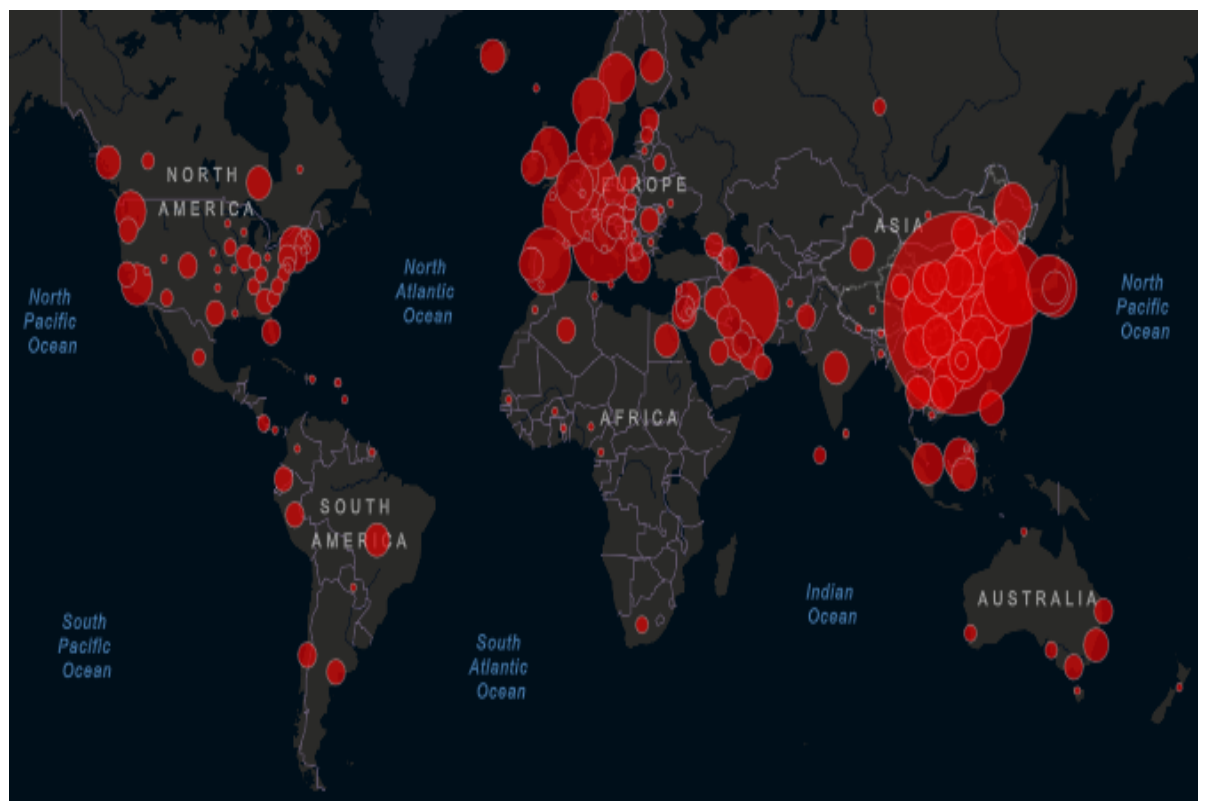 NORTH
AMERICA
EUROPE
ASIA
North
Pacific
Ocean
North
Atlantic
Ocean
North
Pacific
Ocean
AFRICA
SOUTH
AMERICA
Indian
Ocean
AUSTRALIA
South
Pacific
Ocean
South
Atlantic
Ocean